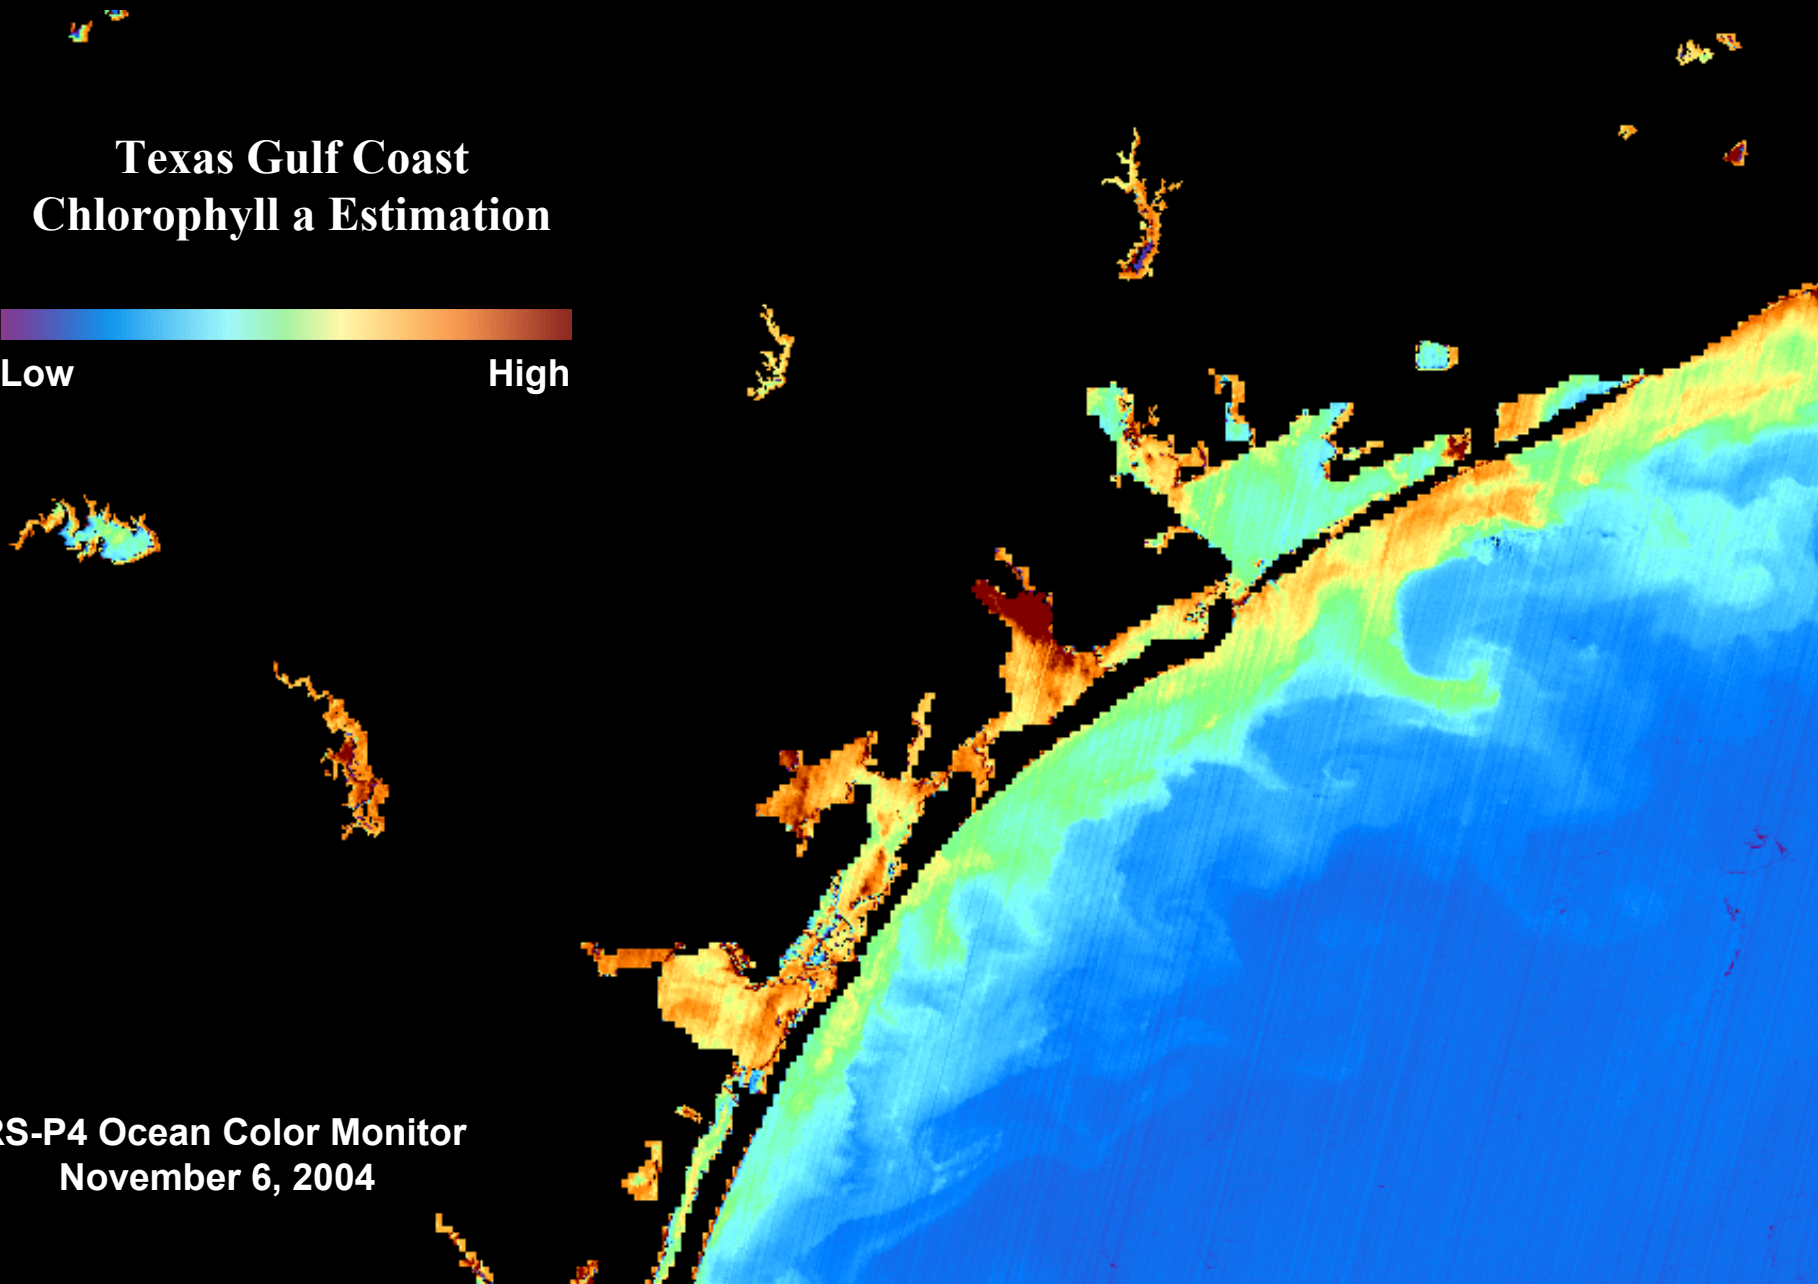 Texas Gulf Coast
Chlorophyll a Estimation
Low High
RS-P4 Ocean Color Monitor
November 6, 2004